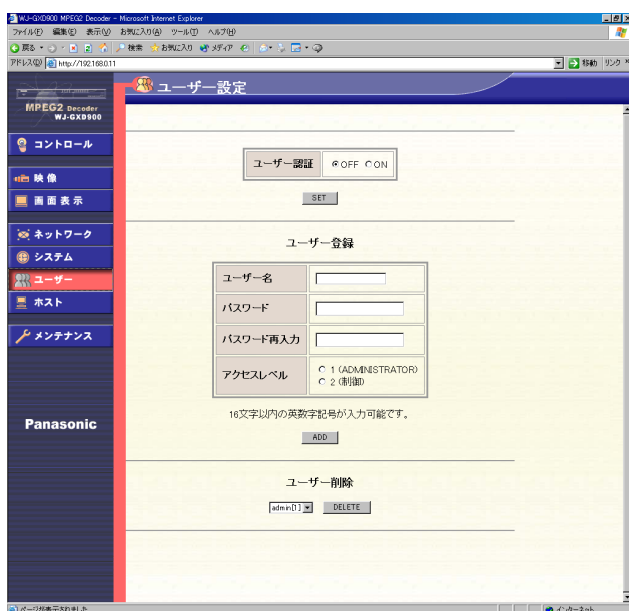 WJ-GXD900 MPEG2 Decoder - Microsoft Internet Explorer
ファイル(F) 編集(E) 表示(V) お気に入り(A) ツール(T) ヘルプ(H)
戻る 検索 お気に入り メディア
アドレス(D) http://192.168.0.11 移動 リンク
MPEG2 Decoder
WJ-GXD900
ユーザー設定
コントロール
映像
画面表示
ネットワーク
システム
ユーザー
ホスト
メンテナンス
Panasonic
ユーザー認証 OFF ON
SET
ユーザー登録
ユーザー名
パスワード
パスワード再入力
アクセスレベル 1 (ADMINISTRATOR)
2 (制御)
16文字以内の英数字記号が入力可能です。
ADD
ユーザー削除
admin[1] DELETE
ページが表示されました
インターネット